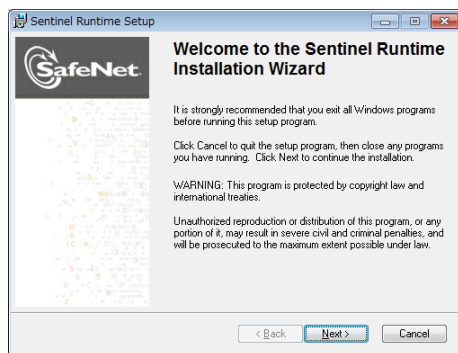 Sentinel Runtime Setup
SafeNet.
Welcome to the Sentinel Runtime
Installation Wizard
It is strongly recommended that you exit all Windows programs
before running this setup program.
Click Cancel to quit the setup program, then close any programs
you have running. Click Next to continue the installation.
WARNING: This program is protected by copyright law and
international treaties.
Unauthorized reproduction or distribution of this program, or any
portion of it, may result in severe civil and criminal penalties, and
will be prosecuted to the maximum extent possible under law.
< Back Next > Cancel